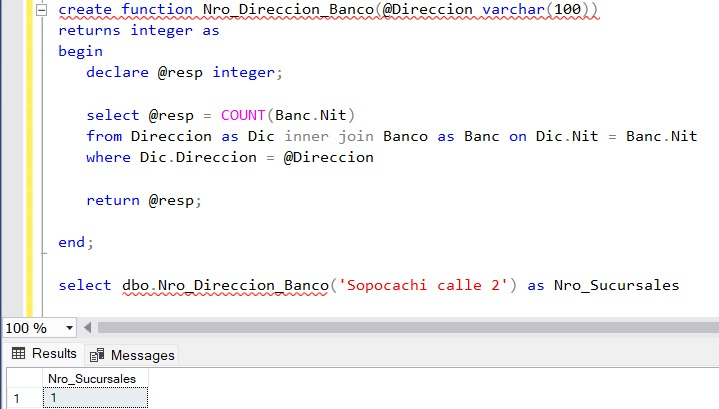 create function Nro_Direccion_Banco(@Direccion varchar(100))
returns integer as
begin
declare @resp integer;
select @resp = COUNT(Banc.Nit)
from Direccion as Dic inner join Banco as Banc on Dic.Nit = Banc.Nit
where Dic.Direccion = @Direccion
return @resp;
end;
select dbo.Nro_Direccion_Banco('Sopocachi calle 2') as Nro_Sucursales
100 %
Results Messages
Nro_Sucursales
1 1